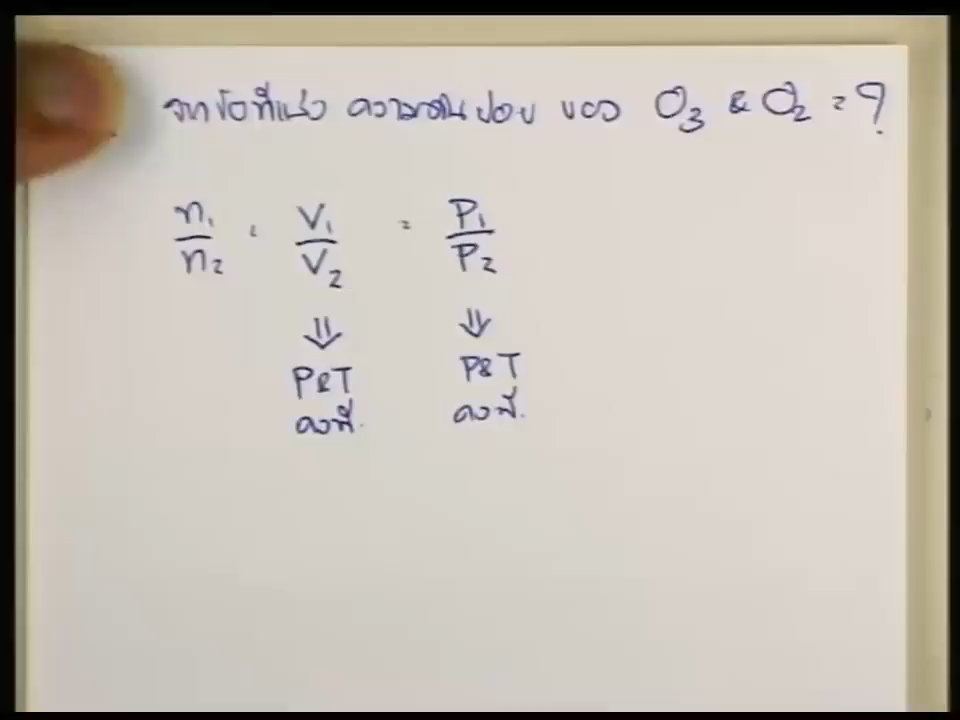 จากข้อที่แล้ว ความดันย่อย ของ O₃ & O₂ = ?
n₁/n₂ = V₁/V₂ = P₁/P₂
⇓ ⇓
P&T P&T
คงที่. คงที่.